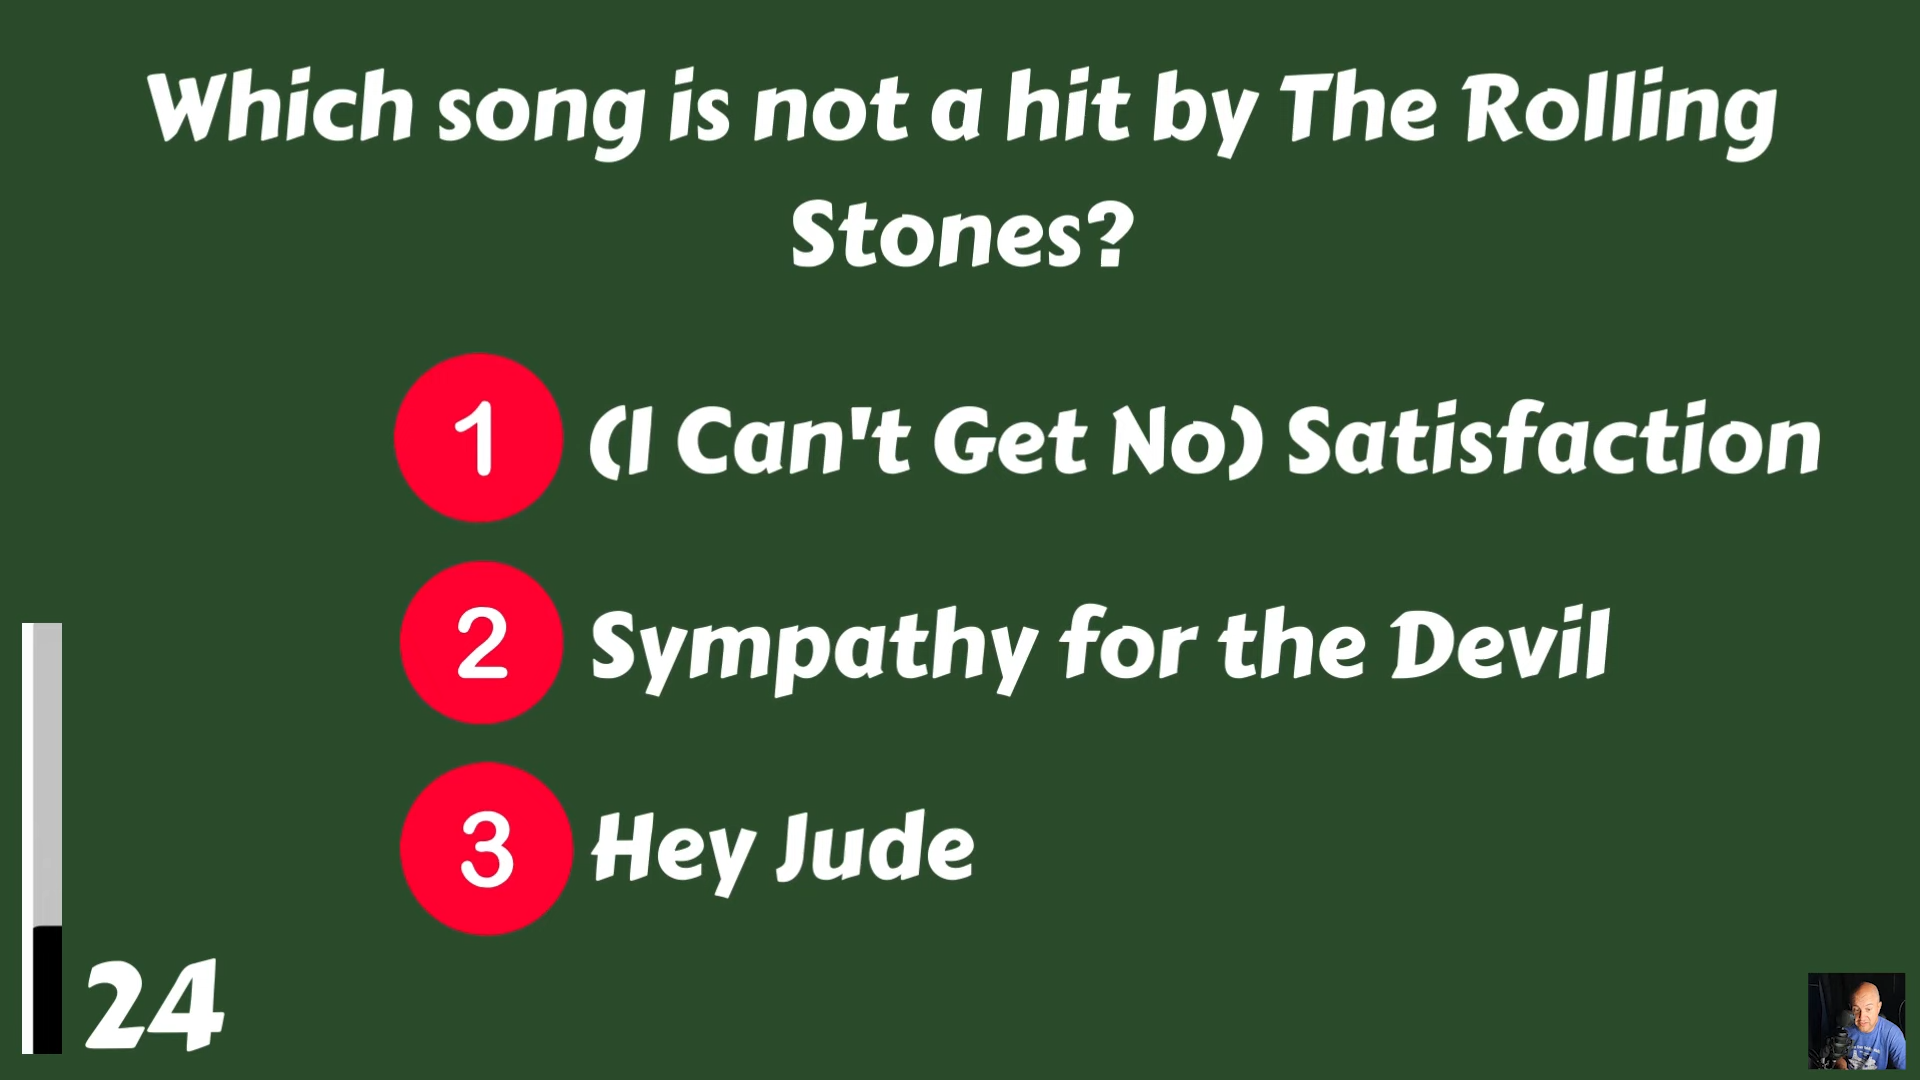 Which song is not a hit by The Rolling
Stones?
1 (I Can't Get No) Satisfaction
2 Sympathy for the Devil
3 Hey Jude
24